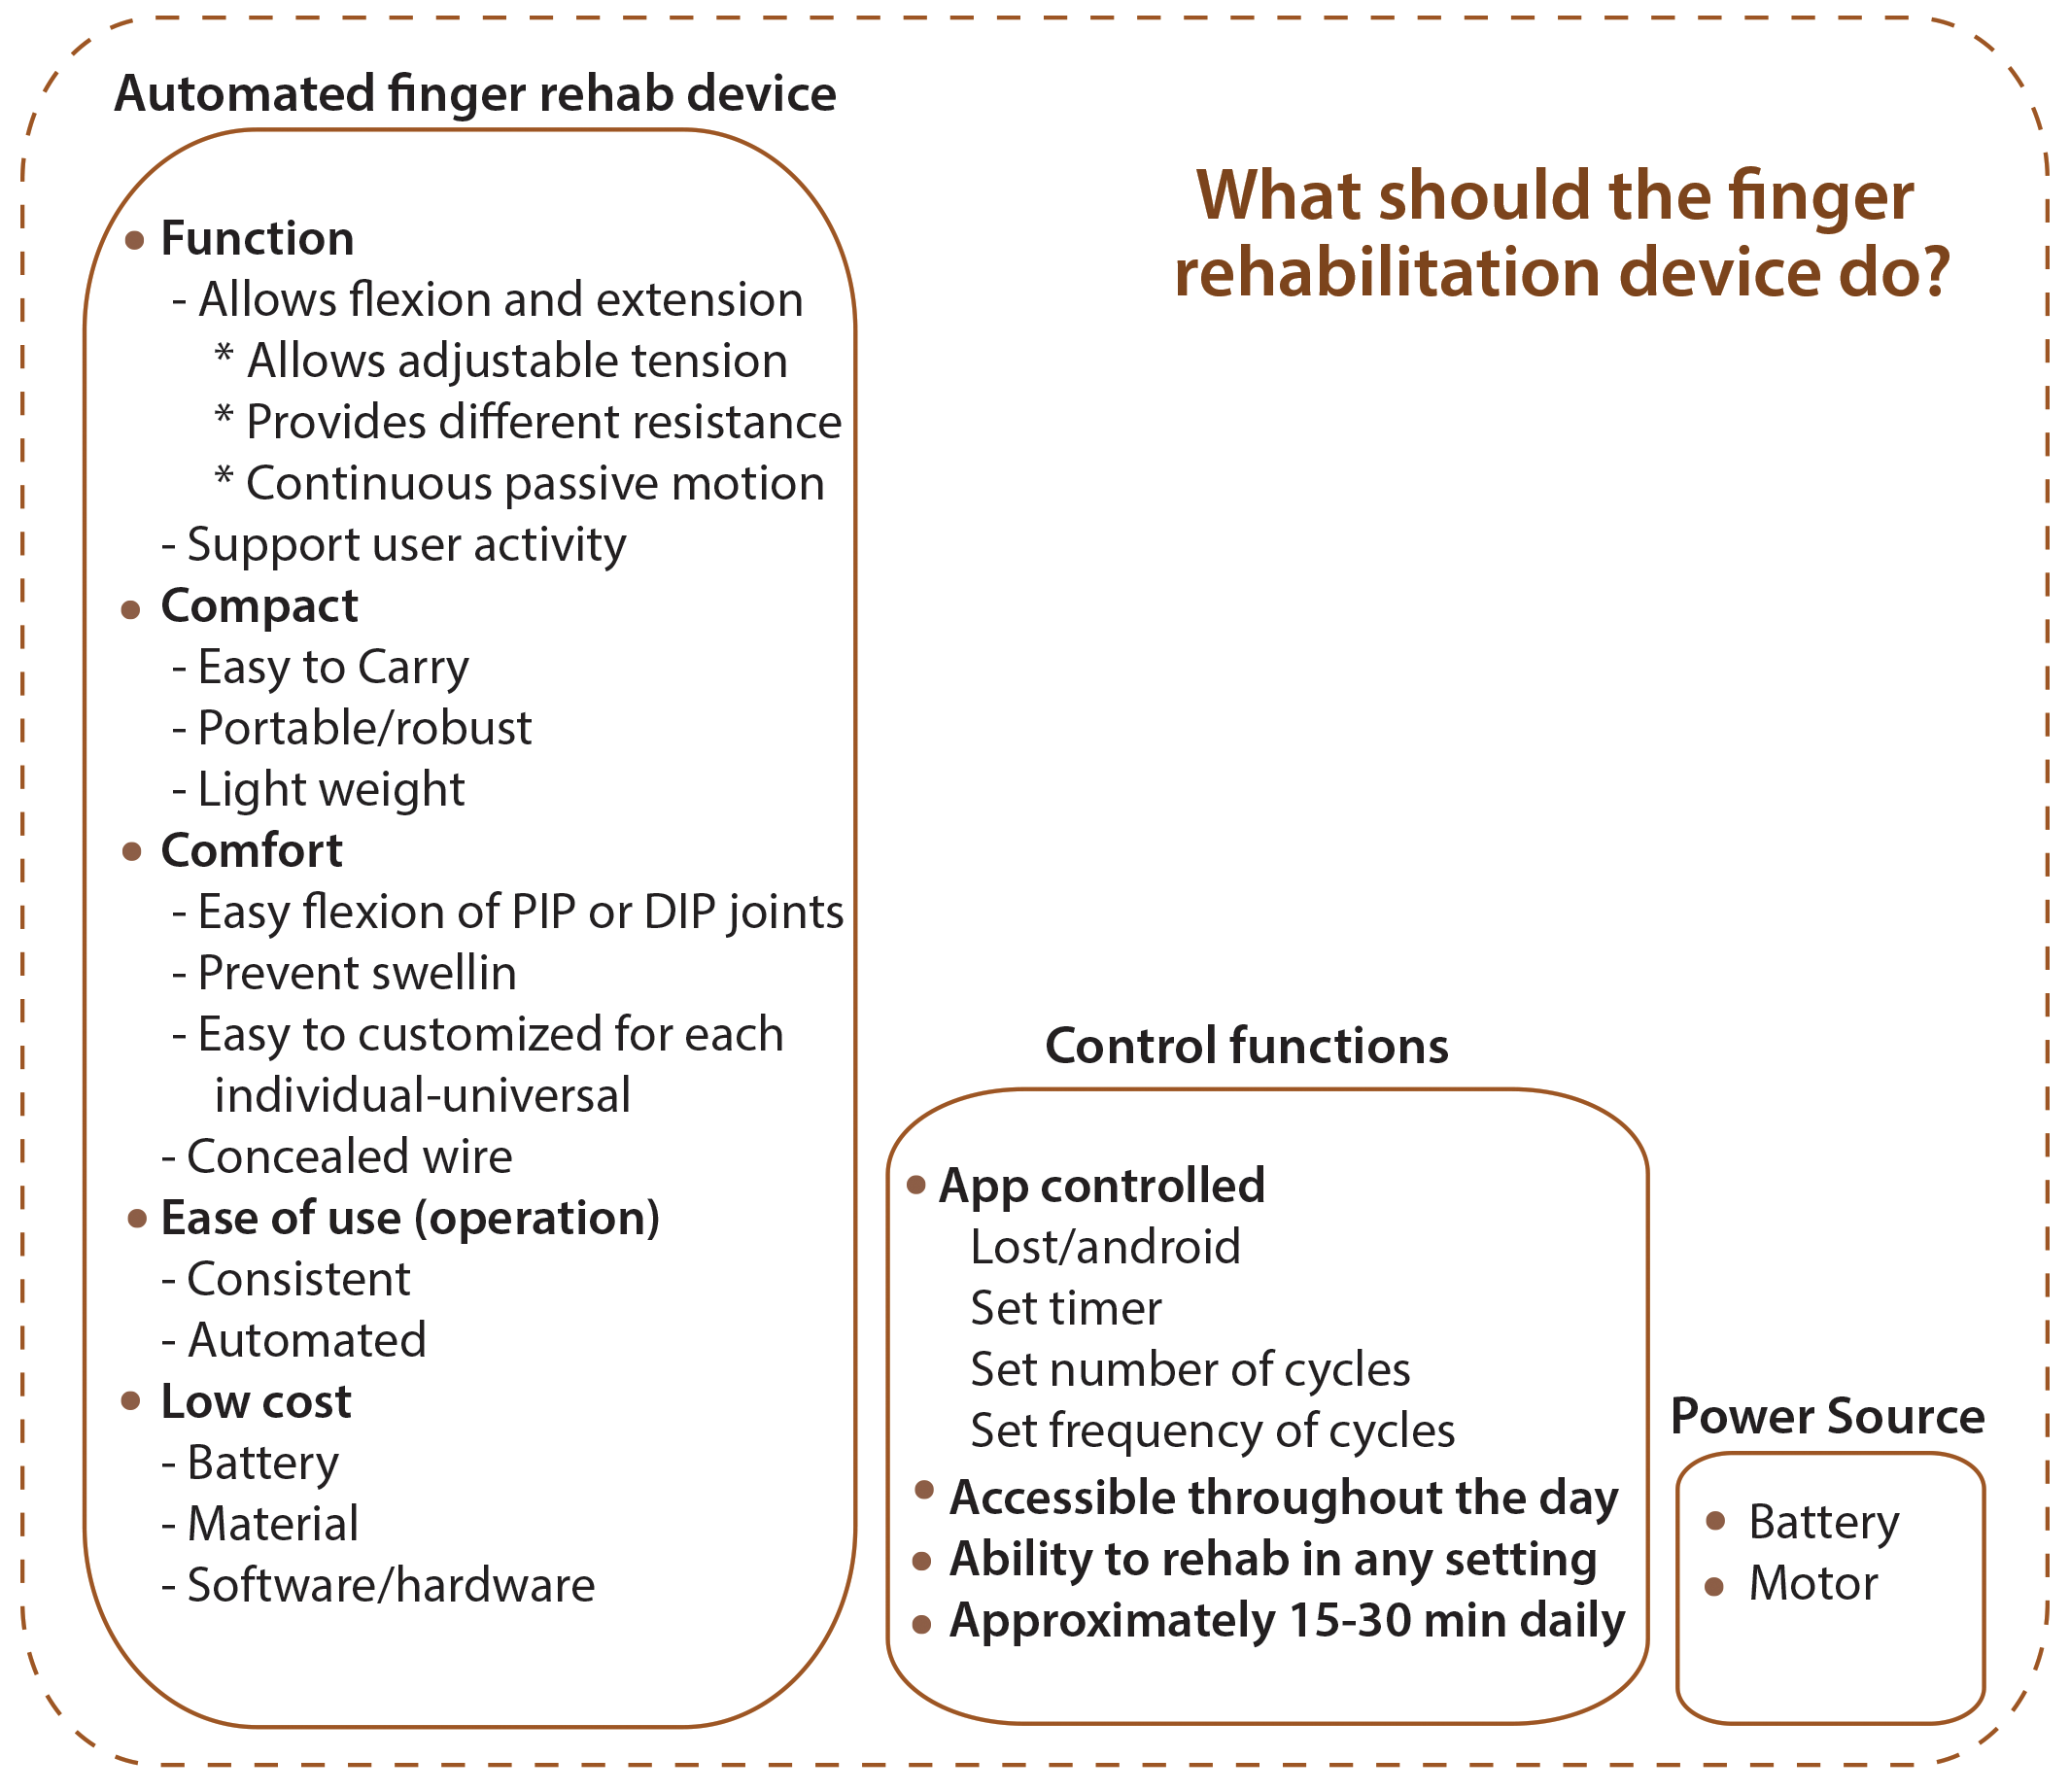 Automated finger rehab device
• Function
- Allows flexion and extension
* Allows adjustable tension
* Provides different resistance
* Continuous passive motion
- Support user activity
• Compact
- Easy to Carry
- Portable/robust
- Light weight
• Comfort
- Easy flexion of PIP or DIP joints
- Prevent swellin
- Easy to customized for each
individual-universal
- Concealed wire
• Ease of use (operation)
- Consistent
- Automated
• Low cost
- Battery
- Material
- Software/hardware
What should the finger
rehabilitation device do?
Control functions
• App controlled
Lost/android
Set timer
Set number of cycles
Set frequency of cycles
• Accessible throughout the day
• Ability to rehab in any setting
• Approximately 15-30 min daily
Power Source
• Battery
• Motor